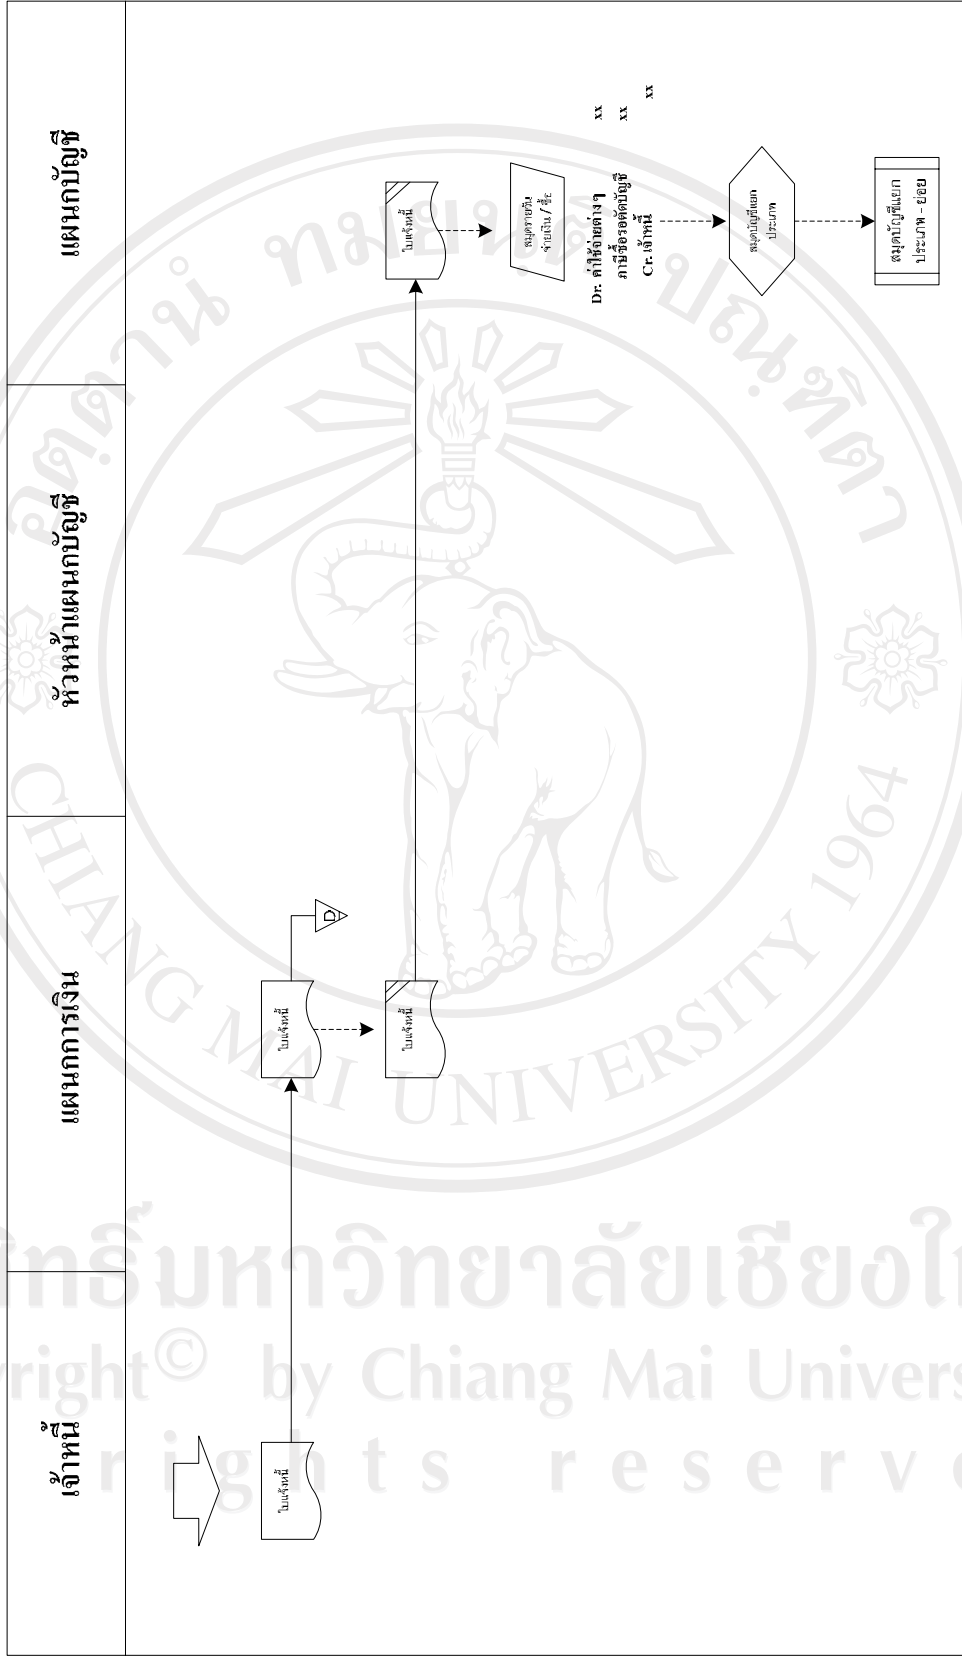 เจ้าหนี้
แผนกการเงิน
หัวหน้าแผนกบัญชี
แผนกบัญชี
ใบแจ้งหนี้
ใบแจ้งหนี้
D
ใบแจ้งหนี้
ใบแจ้งหนี้
สมุดรายวัน
จ่ายเงิน / ซื้อ
Dr. ค่าใช้จ่ายต่าง ๆ xx
ภาษีซื้อรอตัดบัญชี xx
Cr. เจ้าหนี้ xx
สมุดบัญชีแยก
ประเภท
สมุดบัญชีแยก
ประเภท - ย่อย
CHIANG MAI UNIVERSITY 1964
สิทธิ์มหาวิทยาลัยเชียงให
right © by Chiang Mai Univers
rights reserve